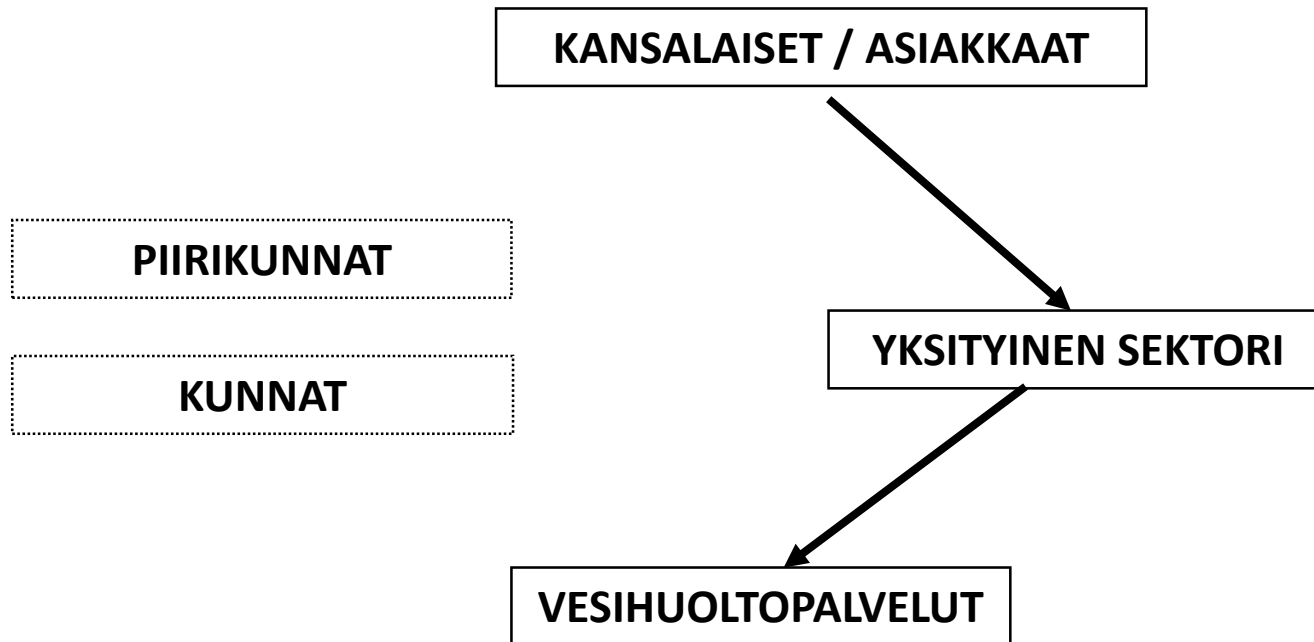 KANSALAISET / ASIAKKAAT
PIIRIKUNNAT
YKSITYINEN SEKTORI
KUNNAT
VESIHUOLTOPALVELUT